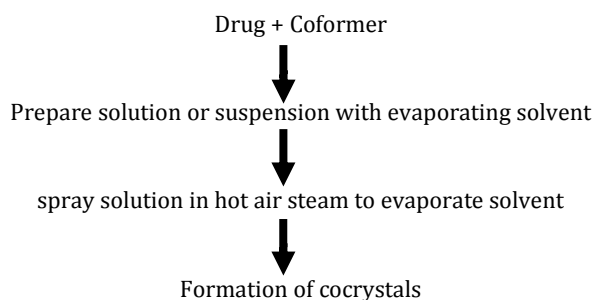 Drug + Coformer
Prepare solution or suspension with evaporating solvent
spray solution in hot air steam to evaporate solvent
Formation of cocrystals